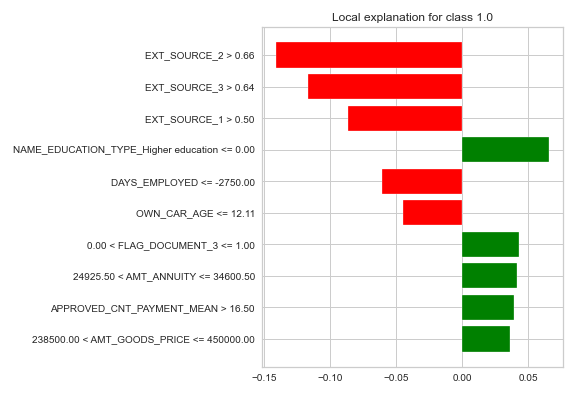 Local explanation for class 1.0
EXT_SOURCE_2 > 0.66
EXT_SOURCE_3 > 0.64
EXT_SOURCE_1 > 0.50
NAME_EDUCATION_TYPE_Higher education <= 0.00
DAYS_EMPLOYED <= -2750.00
OWN_CAR_AGE <= 12.11
0.00 < FLAG_DOCUMENT_3 <= 1.00
24925.50 < AMT_ANNUITY <= 34600.50
APPROVED_CNT_PAYMENT_MEAN > 16.50
238500.00 < AMT_GOODS_PRICE <= 450000.00
−0.15 −0.10 −0.05 0.00 0.05